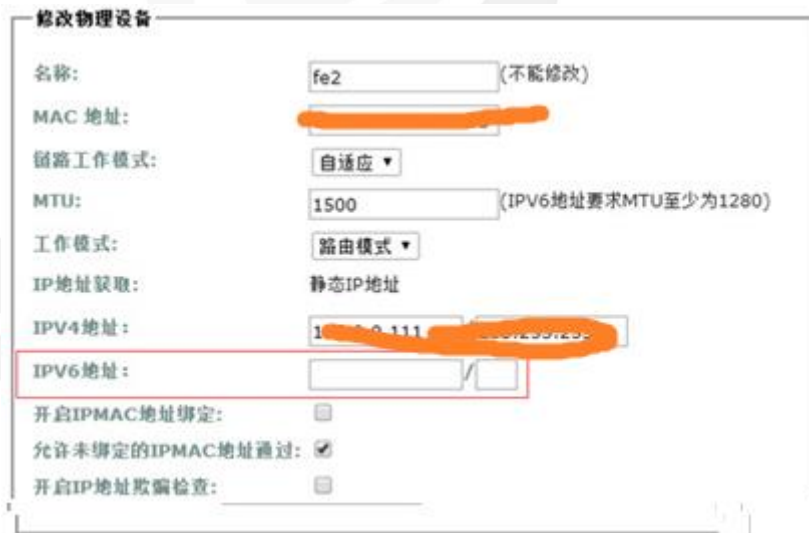 修改物理设备
名称: fe2 (不能修改)
MAC 地址:
链路工作模式: 自适应
MTU: 1500 (IPV6地址要求MTU至少为1280)
工作模式: 路由模式
IP地址获取: 静态IP地址
IPV4地址: 111 /
IPV6地址: /
开启IPMAC地址绑定:
允许未绑定的IPMAC地址通过:
开启IP地址欺骗检查: